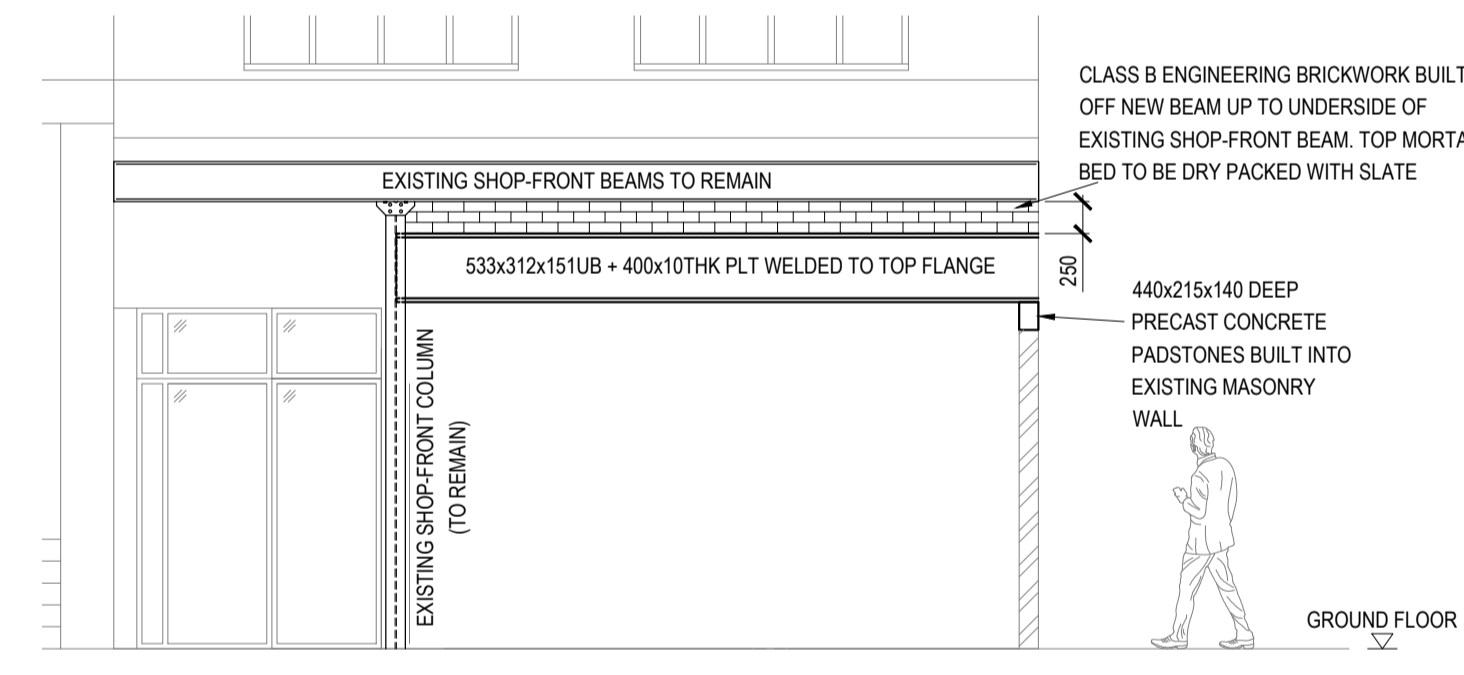 CLASS B ENGINEERING BRICKWORK BUILT
OFF NEW BEAM UP TO UNDERSIDE OF
EXISTING SHOP-FRONT BEAM. TOP MORTA
BED TO BE DRY PACKED WITH SLATE
EXISTING SHOP-FRONT BEAMS TO REMAIN
533x312x151UB + 400x10THK PLT WELDED TO TOP FLANGE
250
440x215x140 DEEP
PRECAST CONCRETE
PADSTONES BUILT INTO
EXISTING MASONRY
WALL
EXISTING SHOP-FRONT COLUMN
(TO REMAIN)
GROUND FLOOR